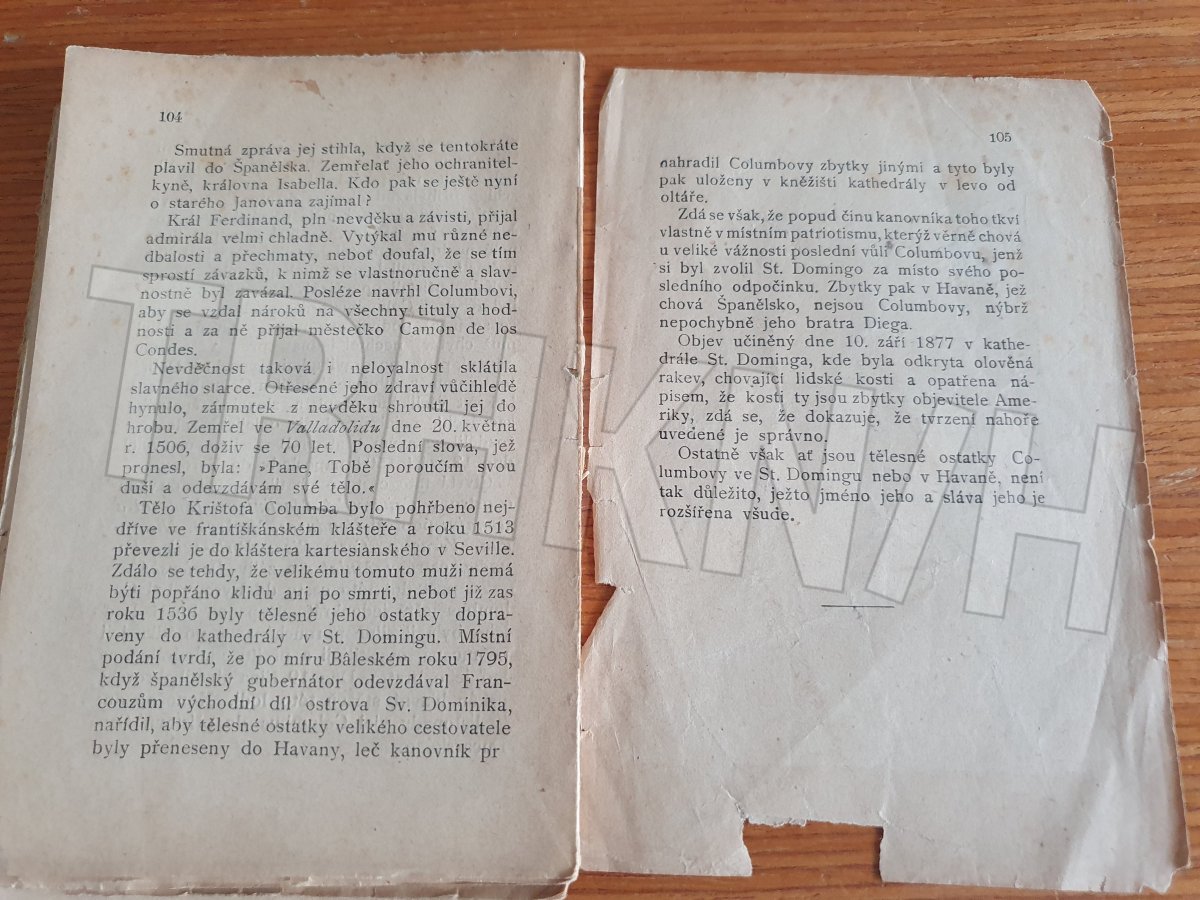 104
Smutná zpráva jej stihla, když se tentokráte
plavil do Španělska. Zemřelať jeho ochranitel-
kyně, královna Isabella. Kdo pak se ještě nyní
o starého Janovana zajímal?
Král Ferdinand, pln nevděku a závisti, přijal
admirála velmi chladně. Vytýkal mu různé ne-
dbalosti a přechmaty, neboť doufal, že se tím
sprostí závazků, k nimž se vlastnoručně a slav-
nostně byl zavázal. Posléze navrhl Columbovi,
aby se vzdal nároků na všechny tituly a hod-
nosti a za ně přijal městečko Camon de los
Condes.
Nevděčnost taková i neloyalnost sklátila
slavného starce. Otřesené jeho zdraví vůčihledě
hynulo, zármutek z nevděku shroutil jej do
hrobu. Zemřel ve Valladolidu dne 20. května
r. 1506, doživ se 70 let. Poslední slova, jež
pronesl, byla: »Pane, Tobě poroučím svou
duši a odevzdávám své tělo.«
Tělo Krištofa Columba bylo pohřbeno nej-
dříve ve františkánském klášteře a roku 1513
převezli je do kláštera kartesianského v Seville.
Zdálo se tehdy, že velikému tomuto muži nemá
býti popřáno klidu ani po smrti, neboť již zas
roku 1536 byly tělesné jeho ostatky dopra-
veny do kathedrály v St. Domingu. Místní
podání tvrdí, že po míru Bâleském roku 1795,
když španělský gubernátor odevzdával Fran-
couzům východní díl ostrova Sv. Dominika,
nařídil, aby tělesné ostatky velikého cestovatele
byly přeneseny do Havany, leč kanovník pr
105
nahradil Columbovy zbytky jinými a tyto byly
pak uloženy v kněžišti kathedrály v levo od
oltáře.
Zdá se však, že popud činu kanovníka toho tkví
vlastně v místním patriotismu, kterýž věrně chová
u veliké vážnosti poslední vůli Columbovu, jenž
si byl zvolil St. Domingo za místo svého po-
sledního odpočinku. Zbytky pak v Havaně, jež
chová Španělsko, nejsou Columbovy, nýbrž
nepochybně jeho bratra Diega.
Objev učiněný dne 10. září 1877 v kathe-
drále St. Dominga, kde byla odkryta olověná
rakev, chovající lidské kosti a opatřena ná-
pisem, že kosti ty jsou zbytky objevitele Ame-
riky, zdá se, že dokazuje, že tvrzení nahoře
uvedené je správno.
Ostatně však ať jsou tělesné ostatky Co-
lumbovy ve St. Domingu nebo v Havaně, není
tak důležito, ježto jméno jeho a sláva jeho je
rozšířena všude.
TRHKNIH